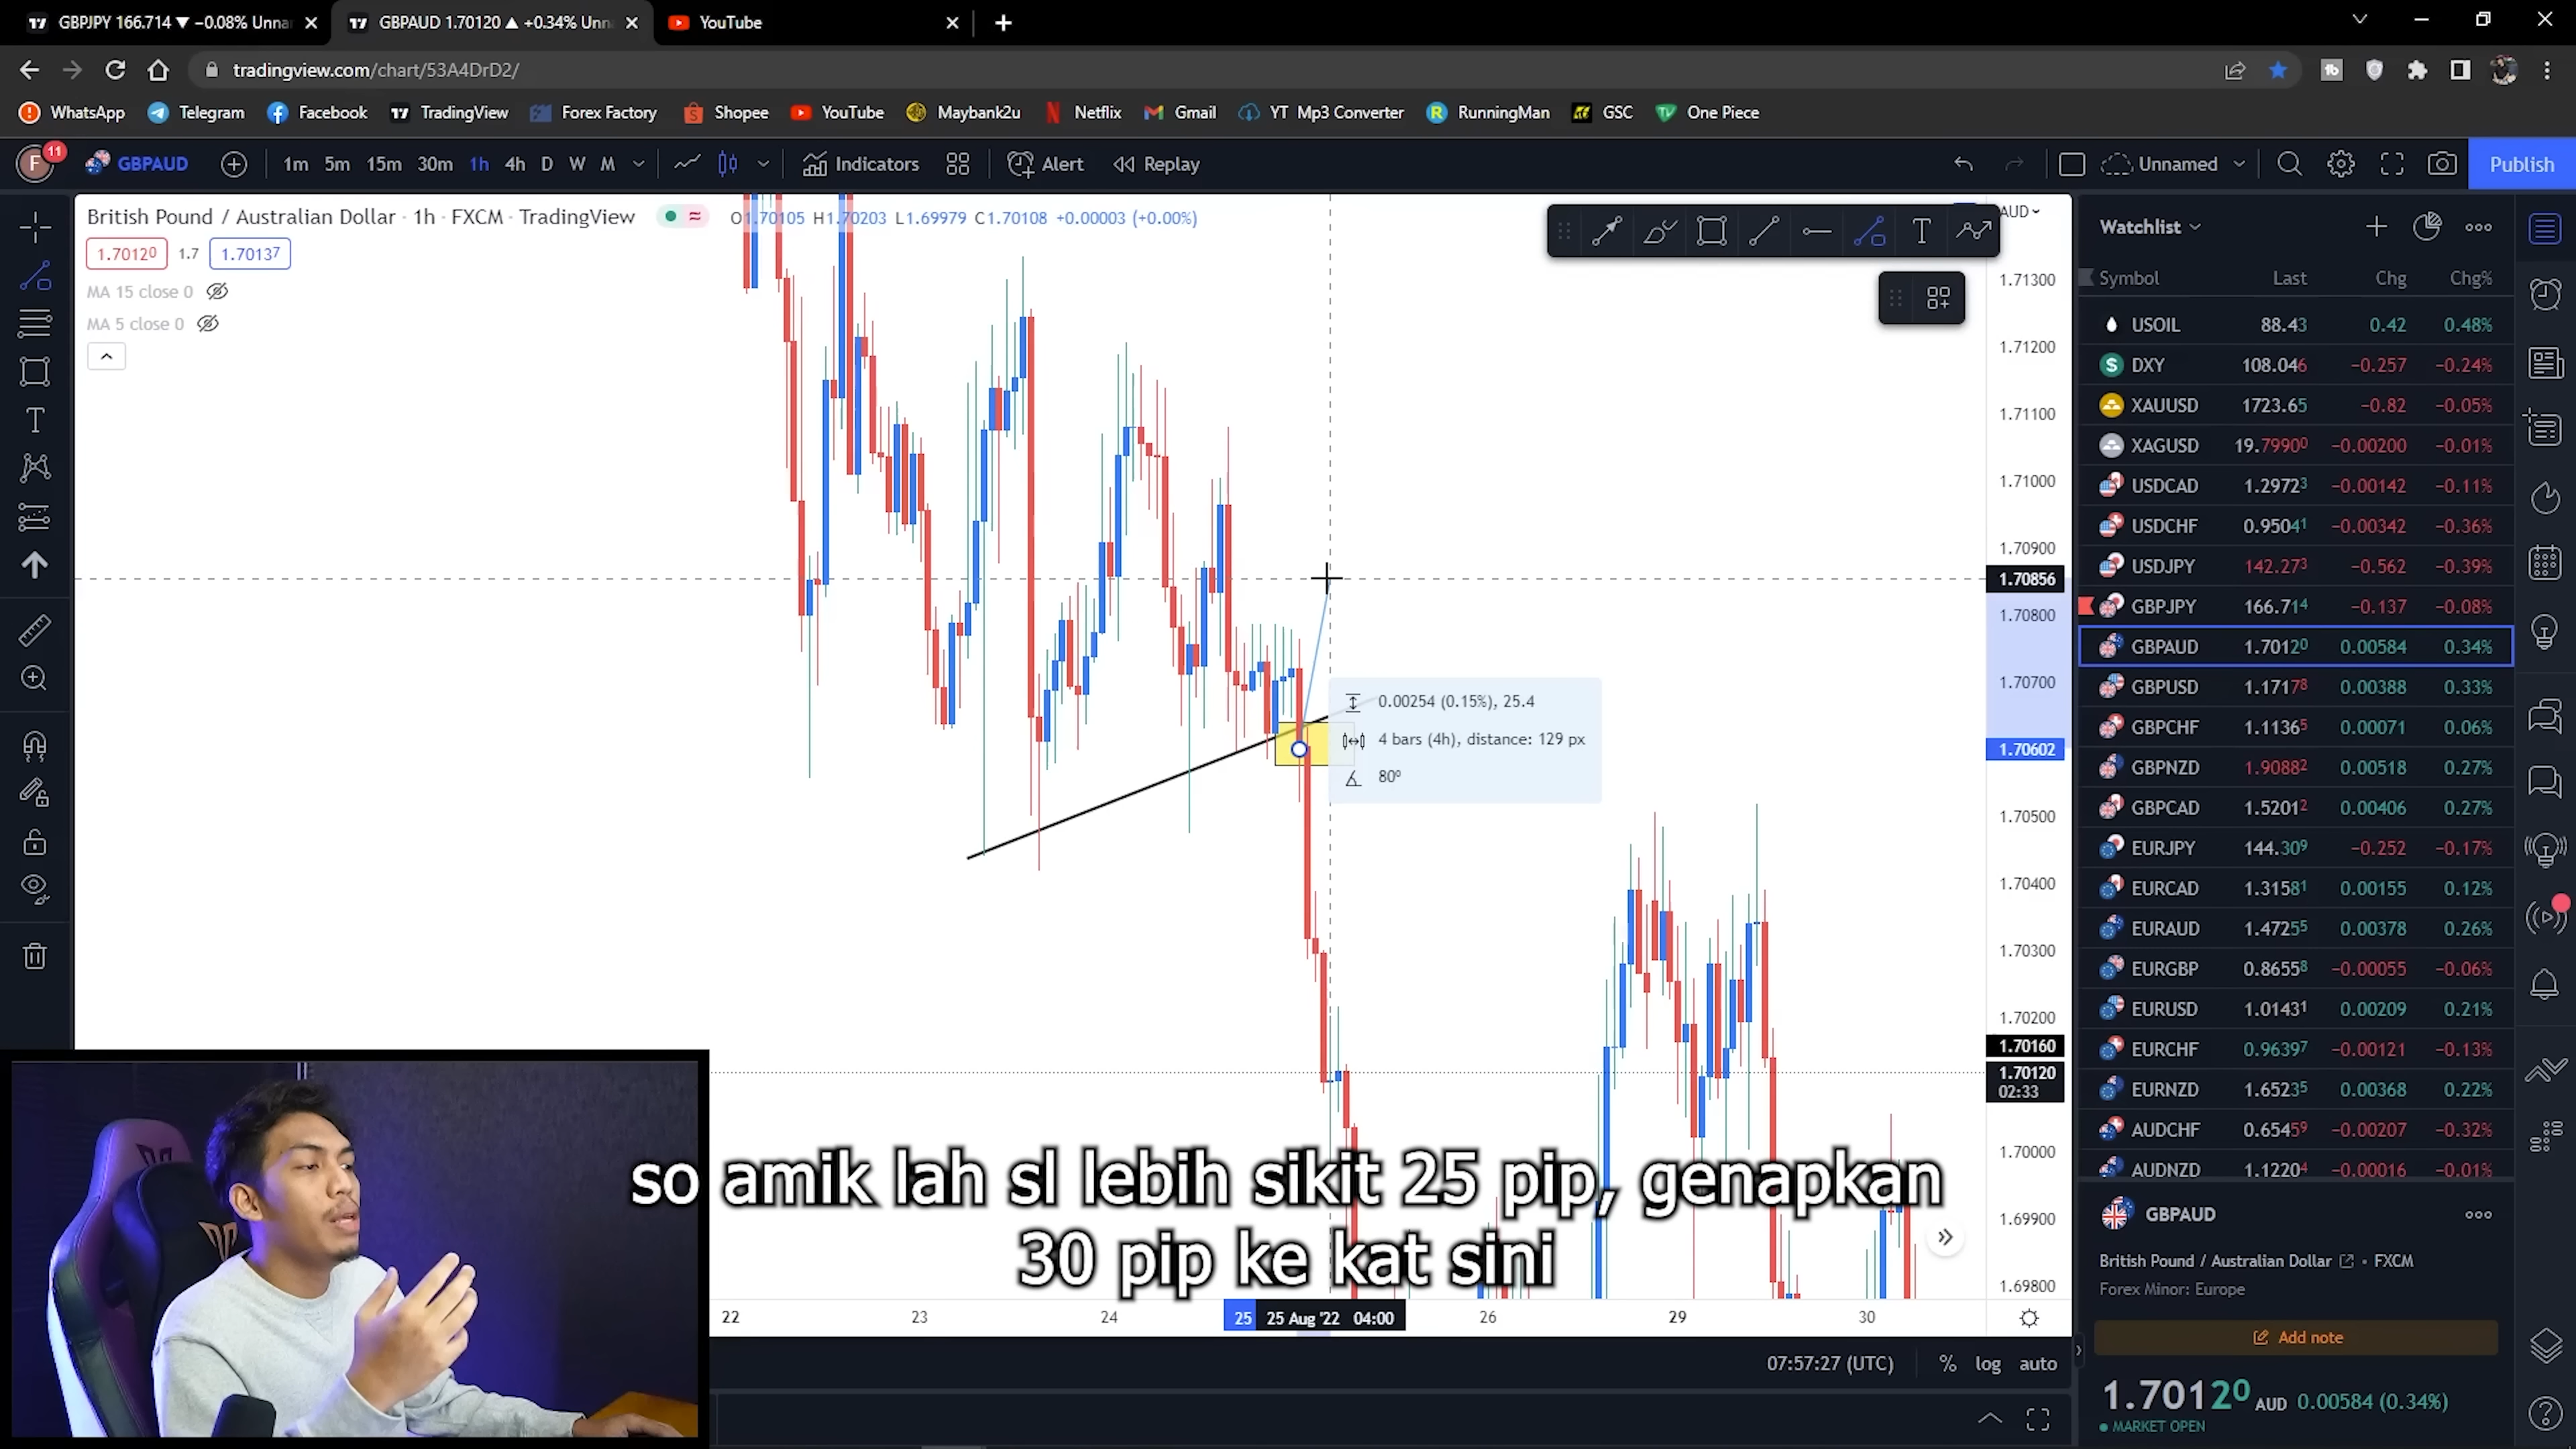 GBPJPY 166.714 ▼ −0.08% Unna
GBPAUD 1.70120 ▲ +0.34% Unn
YouTube
tradingview.com/chart/53A4DrD2/
WhatsApp Telegram Facebook TradingView Forex Factory Shopee YouTube Maybank2u Netflix Gmail YT Mp3 Converter RunningMan GSC One Piece
F 11 GBPAUD 1m 5m 15m 30m 1h 4h D W M Indicators Alert Replay Unnamed Publish
British Pound / Australian Dollar · 1h · FXCM · TradingView O1.70105 H1.70203 L1.69979 C1.70108 +0.00003 (+0.00%)
1.70120 1.7 1.70137
MA 15 close 0
MA 5 close 0
AUD
1.71300
1.71200
1.71100
1.71000
1.70900
1.70856
1.70800
1.70700
1.70602
1.70500
1.70400
1.70300
1.70200
1.70160
1.70120
02:33
1.70000
1.69900
1.69800
0.00254 (0.15%), 25.4
4 bars (4h), distance: 129 px
80º
so amik lah sl lebih sikit 25 pip, genapkan
30 pip ke kat sini
22 23 24 25 25 Aug '22 04:00 26 29 30
07:57:27 (UTC) % log auto
Watchlist
Symbol Last Chg Chg%
USOIL 88.43 0.42 0.48%
DXY 108.046 −0.257 −0.24%
XAUUSD 1723.65 −0.82 −0.05%
XAGUSD 19.79900 −0.00200 −0.01%
USDCAD 1.29723 −0.00142 −0.11%
USDCHF 0.95041 −0.00342 −0.36%
USDJPY 142.273 −0.562 −0.39%
GBPJPY 166.714 −0.137 −0.08%
GBPAUD 1.70120 0.00584 0.34%
GBPUSD 1.17178 0.00388 0.33%
GBPCHF 1.11365 0.00071 0.06%
GBPNZD 1.90882 0.00518 0.27%
GBPCAD 1.52012 0.00406 0.27%
EURJPY 144.309 −0.252 −0.17%
EURCAD 1.31581 0.00155 0.12%
EURAUD 1.47255 0.00378 0.26%
EURGBP 0.86558 −0.00055 −0.06%
EURUSD 1.01431 0.00209 0.21%
EURCHF 0.96397 −0.00121 −0.13%
EURNZD 1.65235 0.00368 0.22%
AUDCHF 0.65459 −0.00207 −0.32%
AUDNZD 1.12204 −0.00016 −0.01%
GBPAUD
British Pound / Australian Dollar • FXCM
Forex Minor: Europe
Add note
1.70120 AUD 0.00584 (0.34%)
MARKET OPEN